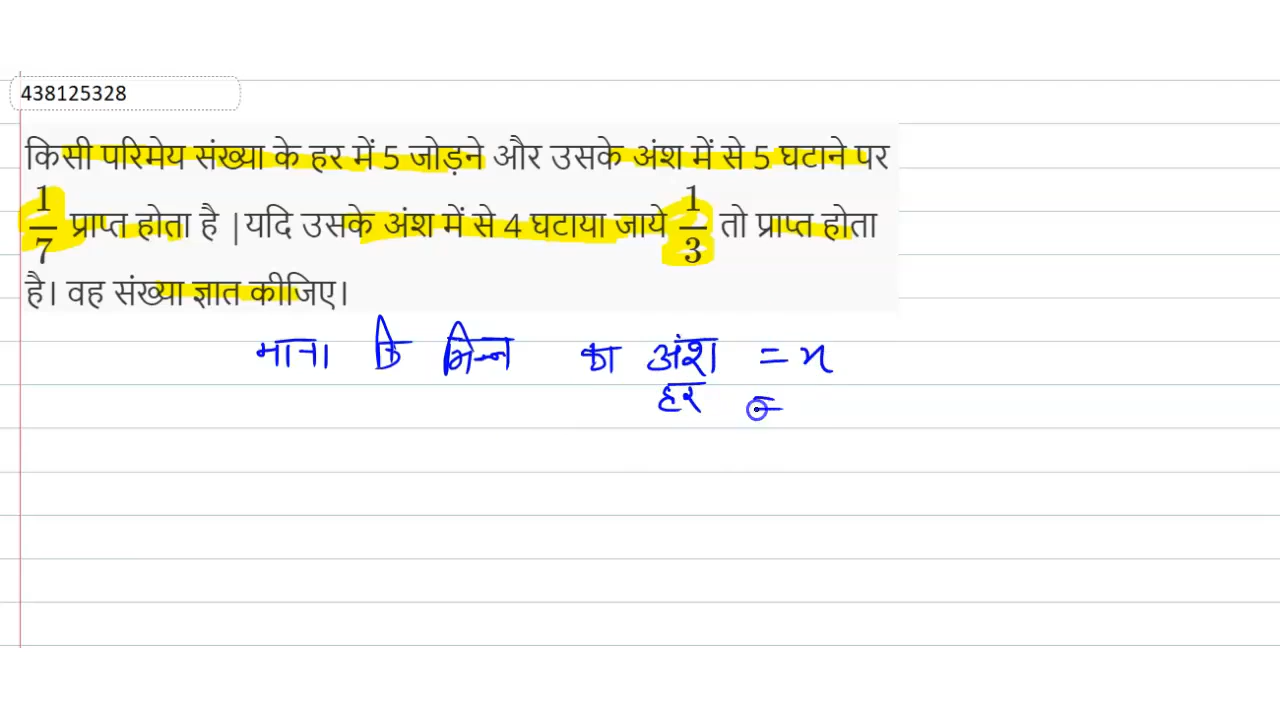 438125328
किसी परिमेय संख्या के हर में 5 जोड़ने और उसके अंश में से 5 घटाने पर
1/7 प्राप्त होता है |यदि उसके अंश में से 4 घटाया जाये 1/3 तो प्राप्त होता
है। वह संख्या ज्ञात कीजिए।
माना कि भिन्न का अंश = x
हर =